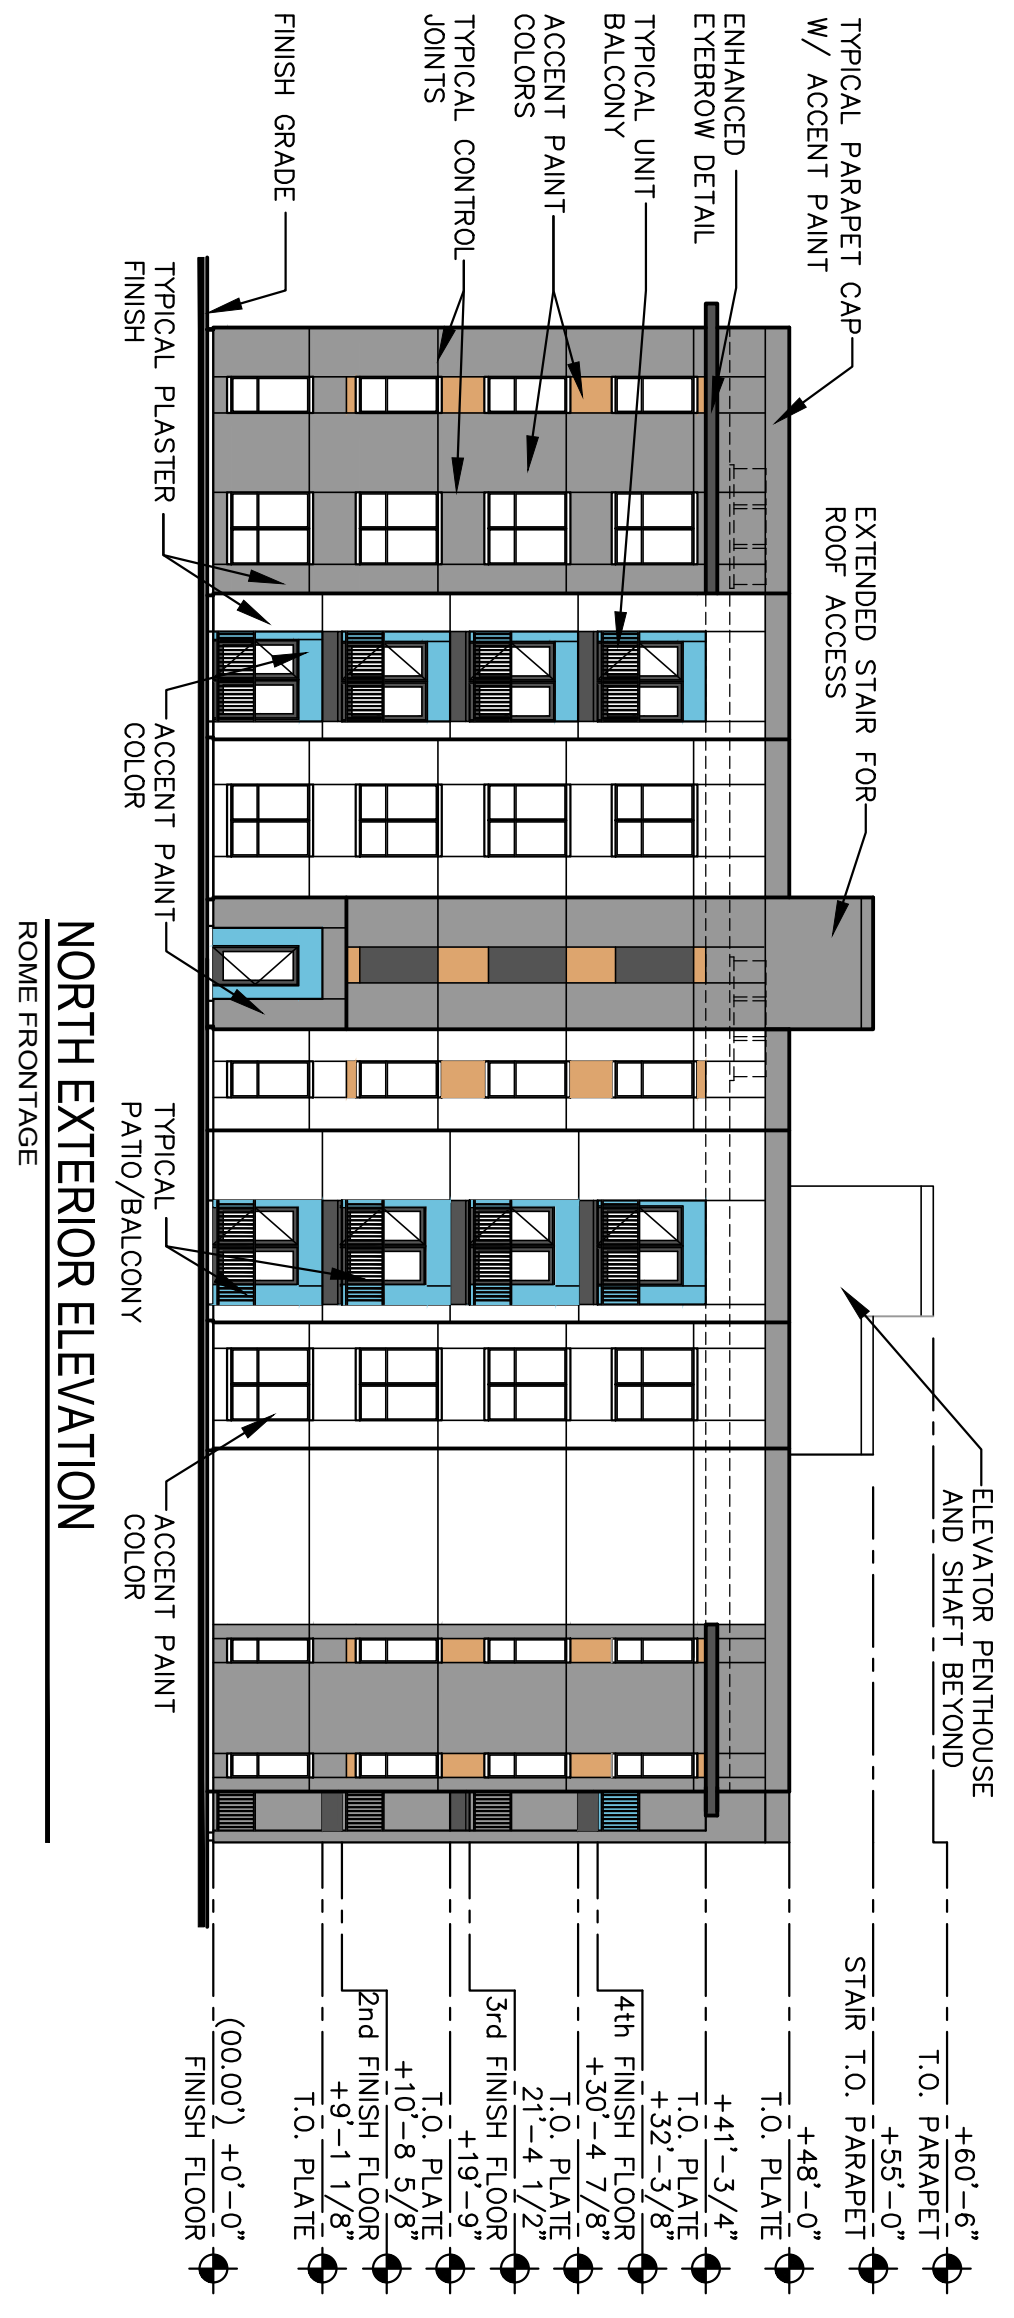 TYPICAL PARAPET CAP
W/ ACCENT PAINT
ENHANCED
EYEBROW DETAIL
TYPICAL UNIT
BALCONY
ACCENT PAINT
COLORS
TYPICAL CONTROL
JOINTS
FINISH GRADE
EXTENDED STAIR FOR
ROOF ACCESS
ELEVATOR PENTHOUSE
AND SHAFT BEYOND
TYPICAL PLASTER
FINISH
ACCENT PAINT
COLOR
TYPICAL
PATIO/BALCONY
ACCENT PAINT
COLOR
+60'-6"
T.O. PARAPET
+55'-0"
STAIR T.O. PARAPET
+48'-0"
T.O. PLATE
+41'-3/4"
T.O. PLATE
+32'-3/8"
4th FINISH FLOOR
+30'-4 7/8"
T.O. PLATE
21'-4 1/2"
3rd FINISH FLOOR
+19'-9"
T.O. PLATE
+10'-8 5/8"
2nd FINISH FLOOR
+9'-1 1/8"
T.O. PLATE
(00.00') +0'-0"
FINISH FLOOR
NORTH EXTERIOR ELEVATION
ROME FRONTAGE